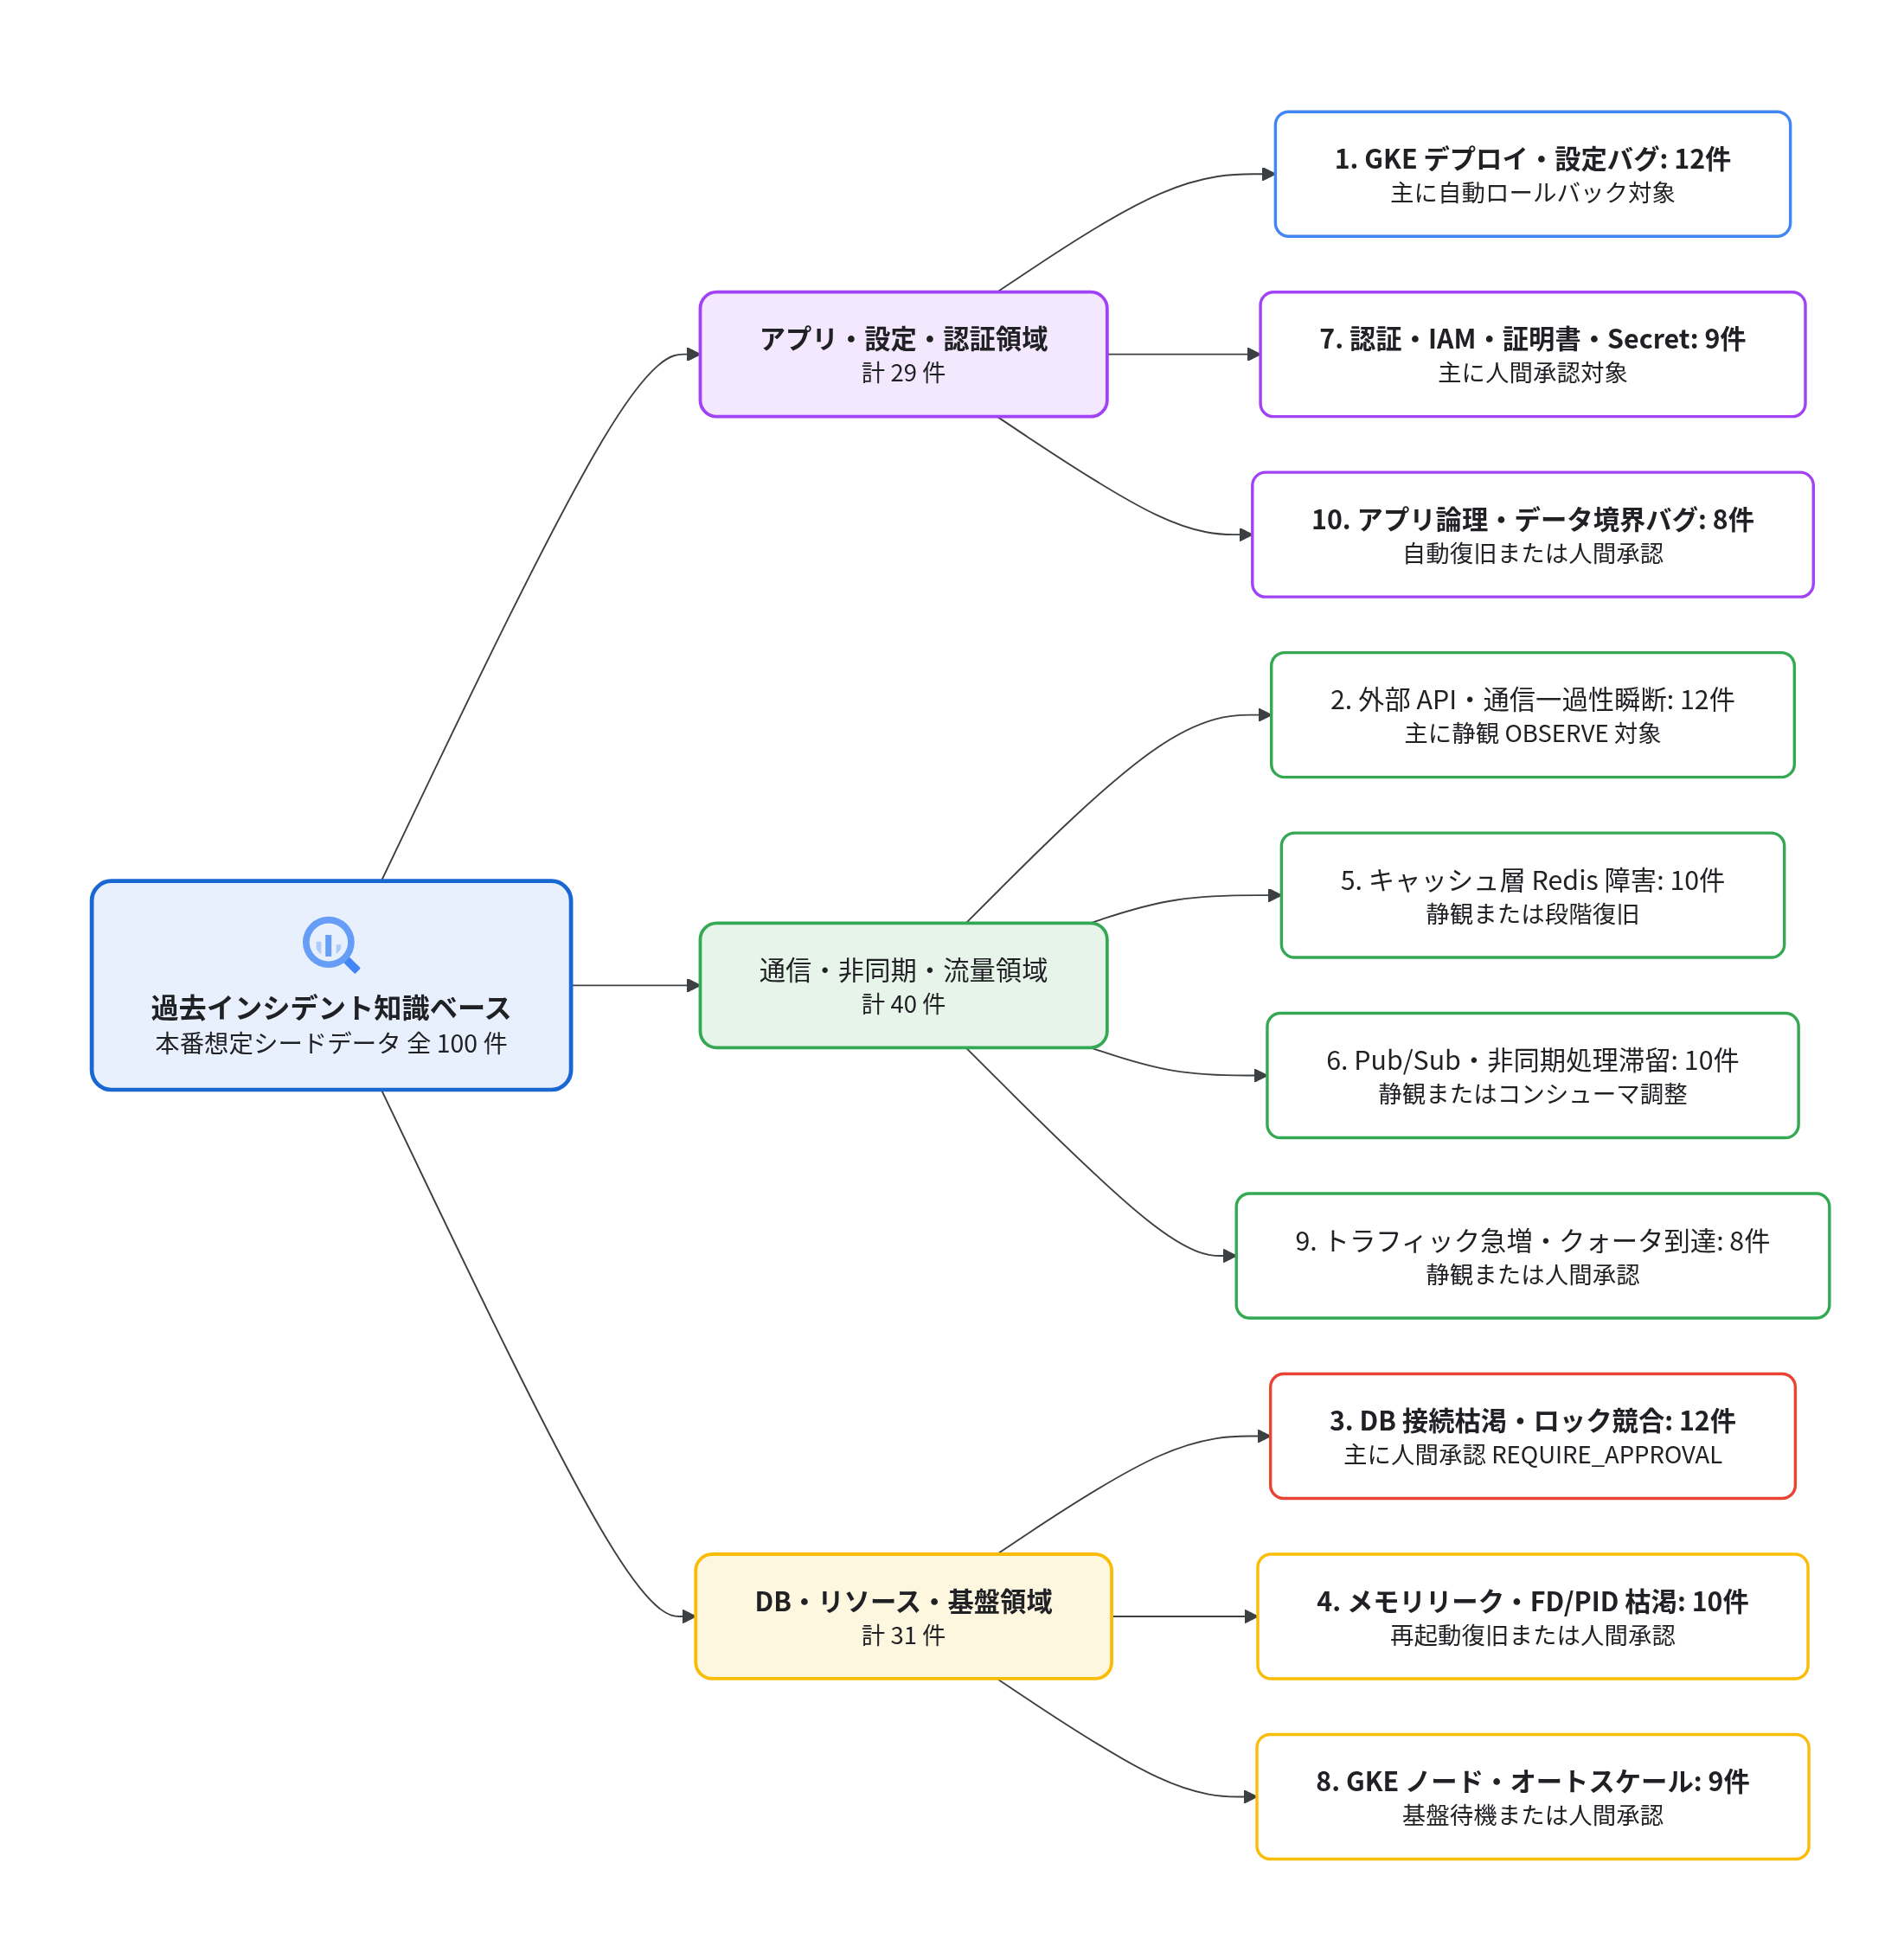 過去インシデント知識ベース
本番想定シードデータ 全 100 件
アプリ・設定・認証領域
計 29 件
1. GKE デプロイ・設定バグ: 12件
主に自動ロールバック対象
7. 認証・IAM・証明書・Secret: 9件
主に人間承認対象
10. アプリ論理・データ境界バグ: 8件
自動復旧または人間承認
通信・非同期・流量領域
計 40 件
2. 外部 API・通信一過性瞬断: 12件
主に静観 OBSERVE 対象
5. キャッシュ層 Redis 障害: 10件
静観または段階復旧
6. Pub/Sub・非同期処理滞留: 10件
静観またはコンシューマ調整
9. トラフィック急増・クォータ到達: 8件
静観または人間承認
DB・リソース・基盤領域
計 31 件
3. DB 接続枯渇・ロック競合: 12件
主に人間承認 REQUIRE_APPROVAL
4. メモリリーク・FD/PID 枯渇: 10件
再起動復旧または人間承認
8. GKE ノード・オートスケール: 9件
基盤待機または人間承認